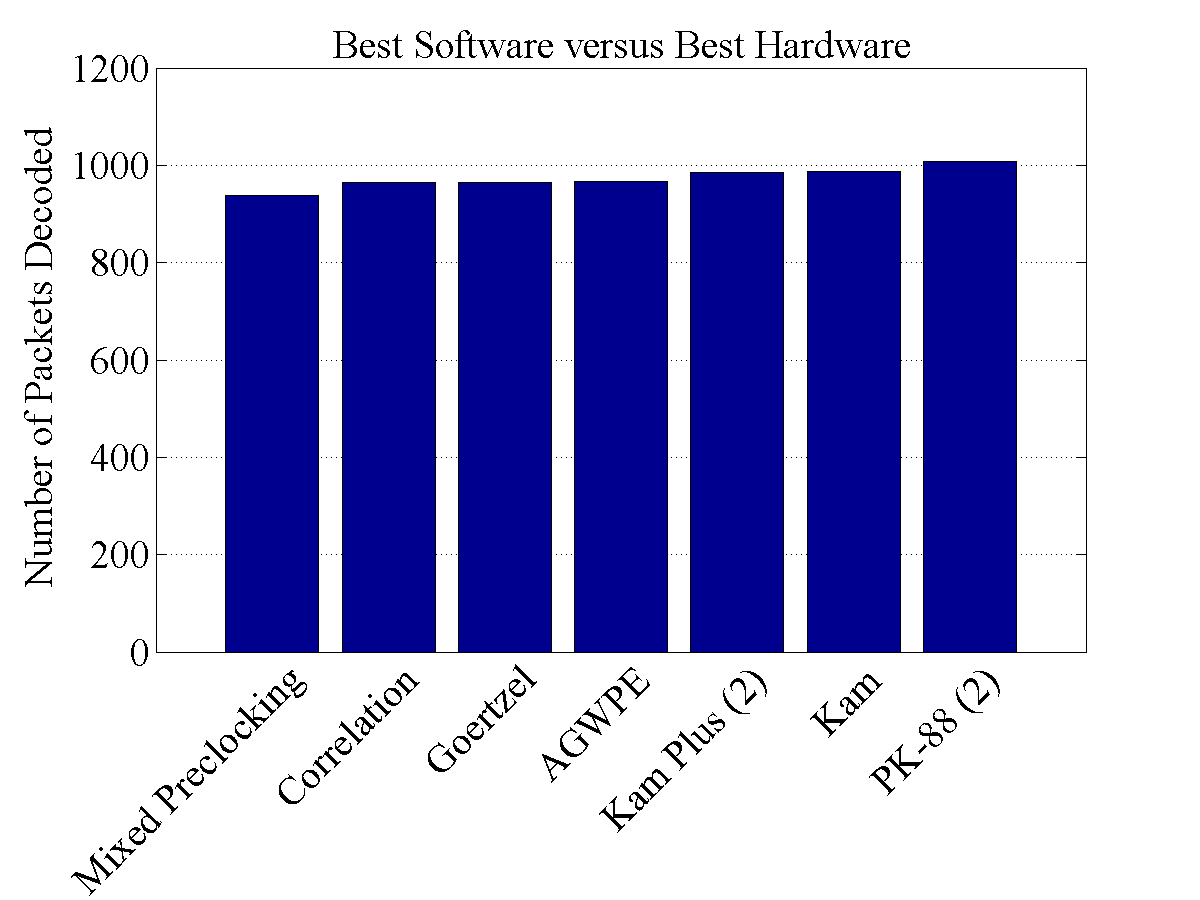 Best Software versus Best Hardware
Number of Packets Decoded
1200
1000
800
600
400
200
0
Mixed Preclocking
Correlation
Goertzel
AGWPE
Kam Plus (2)
Kam
PK-88 (2)